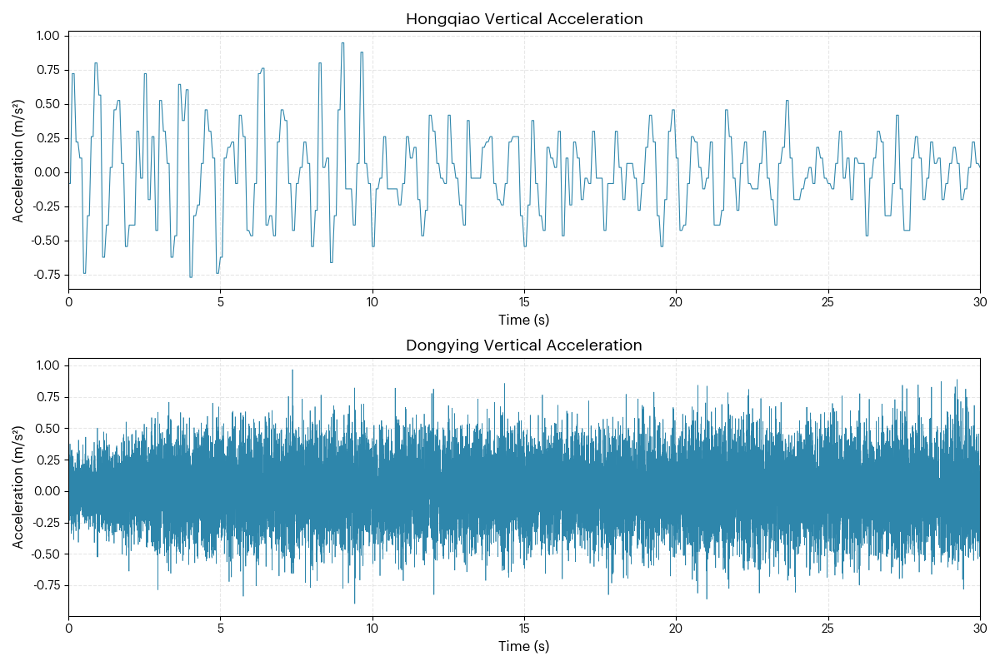 Hongqiao Vertical Acceleration
Acceleration (m/s²)
1.00
0.75
0.50
0.25
0.00
-0.25
-0.50
-0.75
0 5 10 15 20 25 30
Time (s)
Dongying Vertical Acceleration
Acceleration (m/s²)
1.00
0.75
0.50
0.25
0.00
-0.25
-0.50
-0.75
0 5 10 15 20 25 30
Time (s)